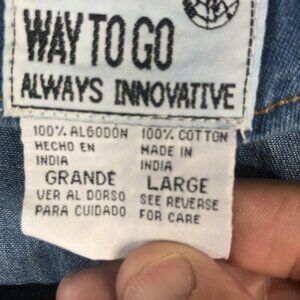 WAY TO GO
ALWAYS INNOVATIVE
100% ALGODÓN
HECHO EN
INDIA
GRANDE
VER AL DORSO
PARA CUIDADO
100% COTTON
MADE IN
INDIA
LARGE
SEE REVERSE
FOR CARE